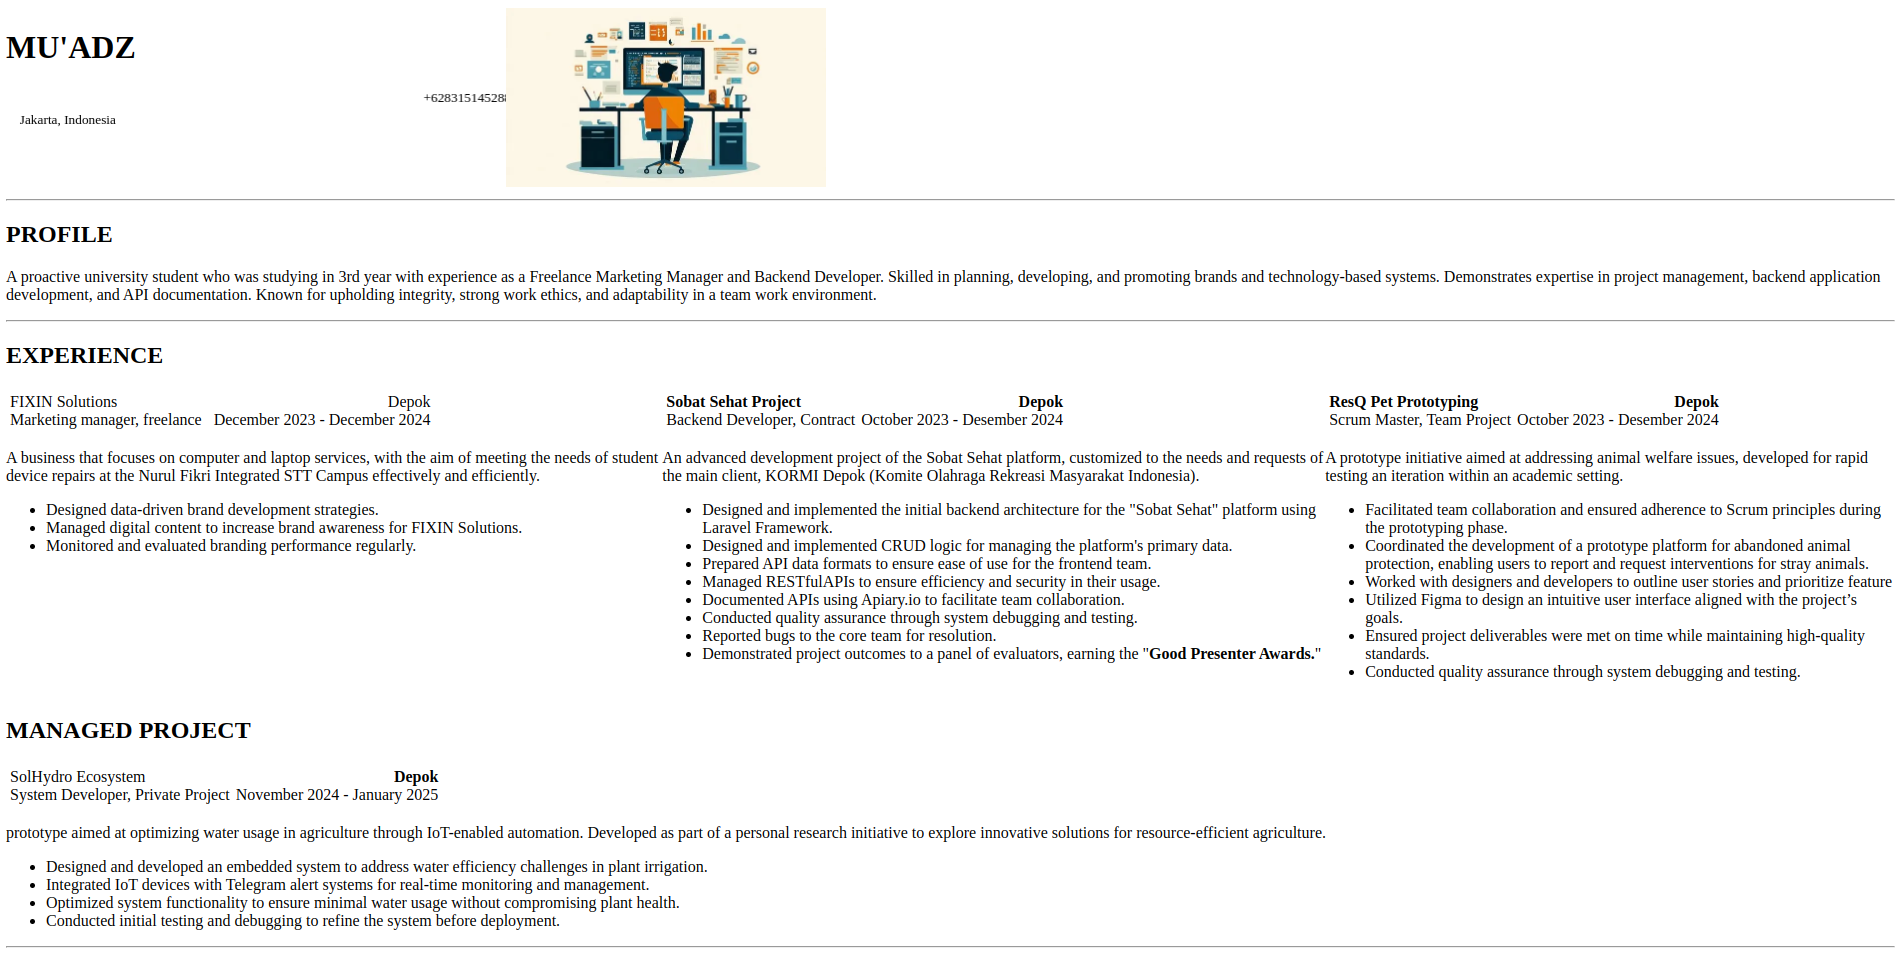 MU'ADZ
+62831514528
Jakarta, Indonesia
PROFILE
A proactive university student who was studying in 3rd year with experience as a Freelance Marketing Manager and Backend Developer. Skilled in planning, developing, and promoting brands and technology-based systems. Demonstrates expertise in project management, backend application
development, and API documentation. Known for upholding integrity, strong work ethics, and adaptability in a team work environment.
EXPERIENCE
FIXIN Solutions Depok
Marketing manager, freelance December 2023 - December 2024
A business that focuses on computer and laptop services, with the aim of meeting the needs of student
device repairs at the Nurul Fikri Integrated STT Campus effectively and efficiently.
• Designed data-driven brand development strategies.
• Managed digital content to increase brand awareness for FIXIN Solutions.
• Monitored and evaluated branding performance regularly.
Sobat Sehat Project Depok
Backend Developer, Contract October 2023 - Desember 2024
An advanced development project of the Sobat Sehat platform, customized to the needs and requests of
the main client, KORMI Depok (Komite Olahraga Rekreasi Masyarakat Indonesia).
• Designed and implemented the initial backend architecture for the "Sobat Sehat" platform using
Laravel Framework.
• Designed and implemented CRUD logic for managing the platform's primary data.
• Prepared API data formats to ensure ease of use for the frontend team.
• Managed RESTfulAPIs to ensure efficiency and security in their usage.
• Documented APIs using Apiary.io to facilitate team collaboration.
• Conducted quality assurance through system debugging and testing.
• Reported bugs to the core team for resolution.
• Demonstrated project outcomes to a panel of evaluators, earning the "Good Presenter Awards."
ResQ Pet Prototyping Depok
Scrum Master, Team Project October 2023 - Desember 2024
A prototype initiative aimed at addressing animal welfare issues, developed for rapid
testing an iteration within an academic setting.
• Facilitated team collaboration and ensured adherence to Scrum principles during
the prototyping phase.
• Coordinated the development of a prototype platform for abandoned animal
protection, enabling users to report and request interventions for stray animals.
• Worked with designers and developers to outline user stories and prioritize feature
• Utilized Figma to design an intuitive user interface aligned with the project’s
goals.
• Ensured project deliverables were met on time while maintaining high-quality
standards.
• Conducted quality assurance through system debugging and testing.
MANAGED PROJECT
SolHydro Ecosystem Depok
System Developer, Private Project November 2024 - January 2025
prototype aimed at optimizing water usage in agriculture through IoT-enabled automation. Developed as part of a personal research initiative to explore innovative solutions for resource-efficient agriculture.
• Designed and developed an embedded system to address water efficiency challenges in plant irrigation.
• Integrated IoT devices with Telegram alert systems for real-time monitoring and management.
• Optimized system functionality to ensure minimal water usage without compromising plant health.
• Conducted initial testing and debugging to refine the system before deployment.